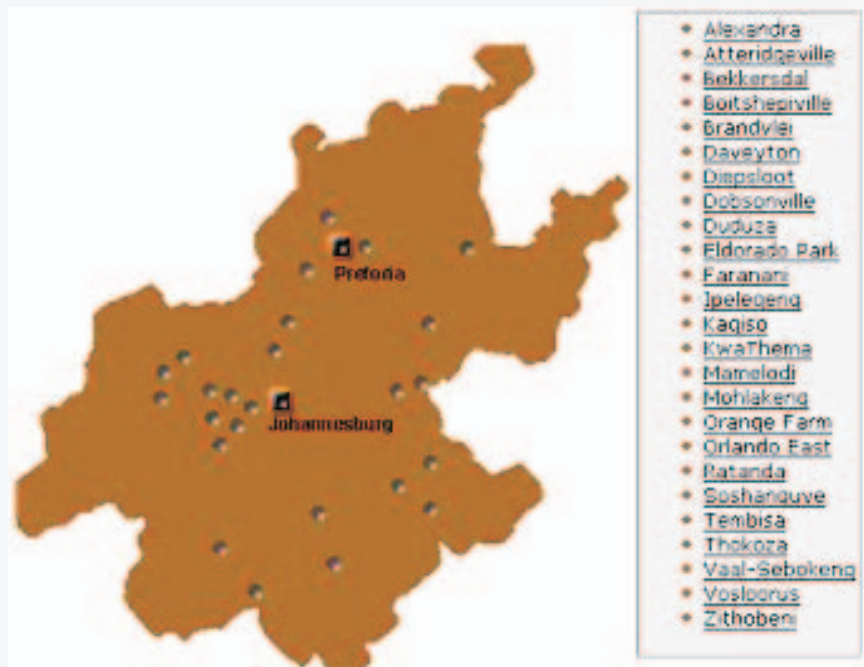 Pretoria
Johannesburg
Alexandra
Atteridgeville
Bekkersdal
Boitshepiville
Brandvlei
Daveyton
Diepsloot
Dobsonville
Duduza
Eldorado Park
Faranani
Ipelegeng
Kagiso
KwaThema
Mamelodi
Mohlakeng
Orange Farm
Orlando East
Ratanda
Soshanguve
Tembisa
Thokoza
Vaal-Sebokeng
Vosloorus
Zithobeni